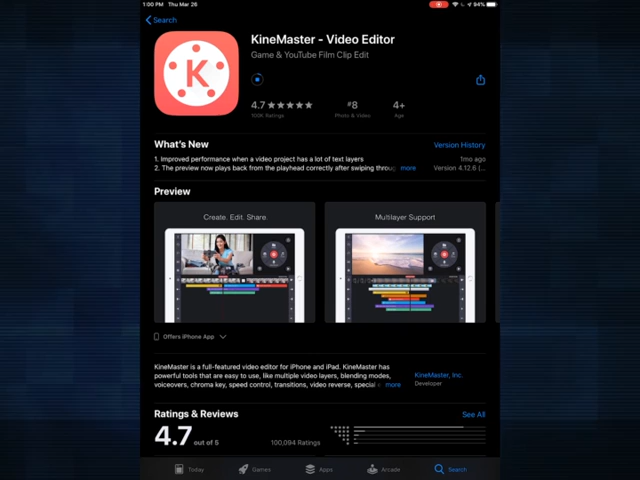 1:00 PM Thu Mar 26
84%
Search
KineMaster - Video Editor
Game & YouTube Film Clip Edit
K
4.7
#8
4+
100K Ratings
Photo & Video
Age
What's New
Version History
1. Improved performance when a video project has a lot of text layers
1mo ago
2. The preview now plays back from the playhead correctly after swiping throu
more
Version 4.12.6 (...
Preview
Create. Edit. Share.
Multilayer Support
Offers iPhone App
KineMaster is a full-featured video editor for iPhone and iPad. KineMaster has
powerful tools that are easy to use, like multiple video layers, blending modes,
voiceovers, chroma key, speed control, transitions, video reverse, special
more
KineMaster, Inc.
Developer
Ratings & Reviews
See All
4.7 out of 5
100,094 Ratings
Today
Games
Apps
Arcade
Search